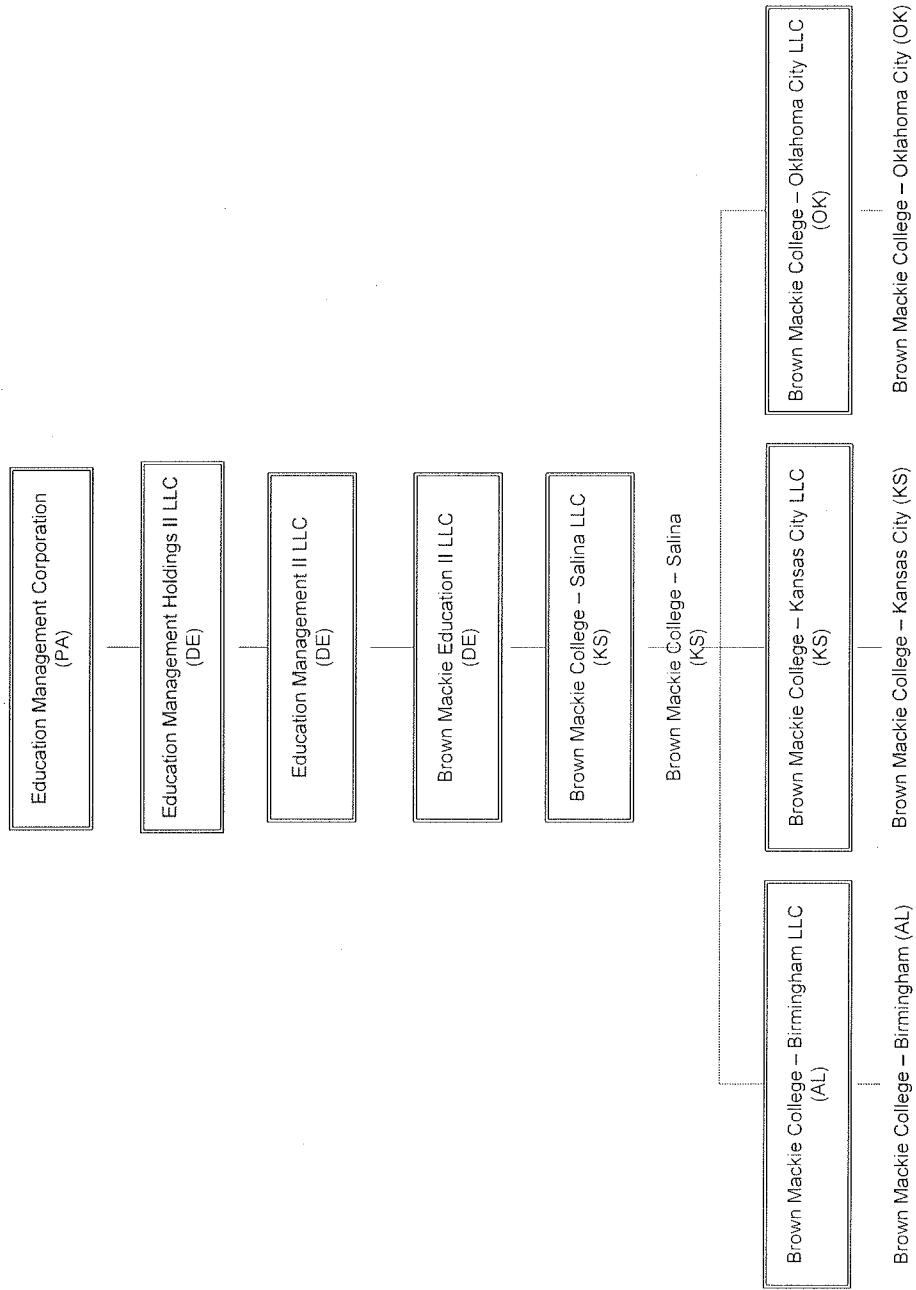 Education Management Corporation
(PA)
Education Management Holdings II LLC
(DE)
Education Management II LLC
(DE)
Brown Mackie Education II LLC
(DE)
Brown Mackie College – Salina LLC
(KS)
Brown Mackie College – Salina
(KS)
Brown Mackie College – Birmingham LLC
(AL)
Brown Mackie College – Kansas City LLC
(KS)
Brown Mackie College – Oklahoma City LLC
(OK)
Brown Mackie College – Birmingham (AL)
Brown Mackie College – Kansas City (KS)
Brown Mackie College – Oklahoma City (OK)